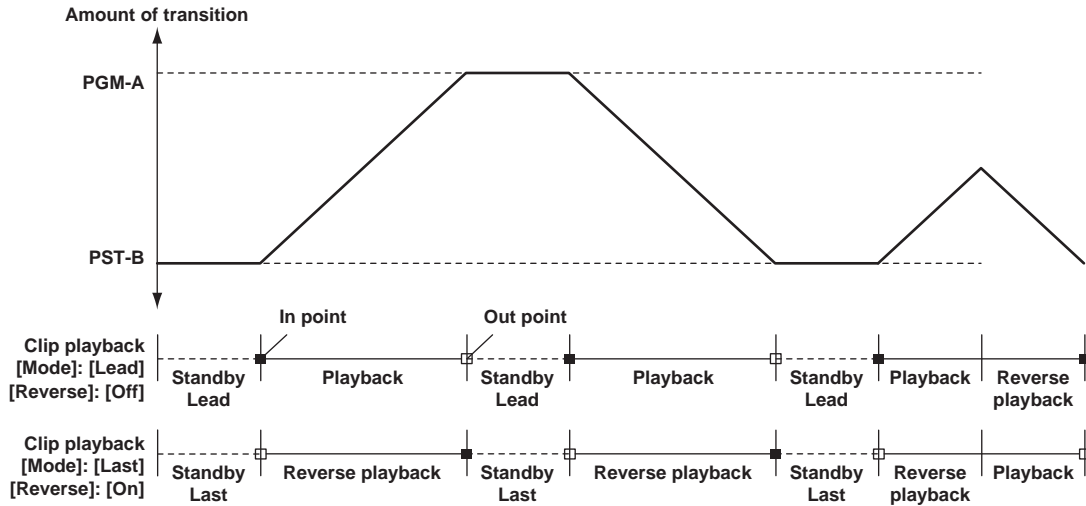 Amount of transition
PGM-A
PST-B
In point
Out point
Clip playback
[Mode]: [Lead]
[Reverse]: [Off]
Standby
Lead
Playback
Standby
Lead
Playback
Standby
Lead
Playback
Reverse
playback
Clip playback
[Mode]: [Last]
[Reverse]: [On]
Standby
Last
Reverse playback
Standby
Last
Reverse playback
Standby
Last
Reverse
playback
Playback